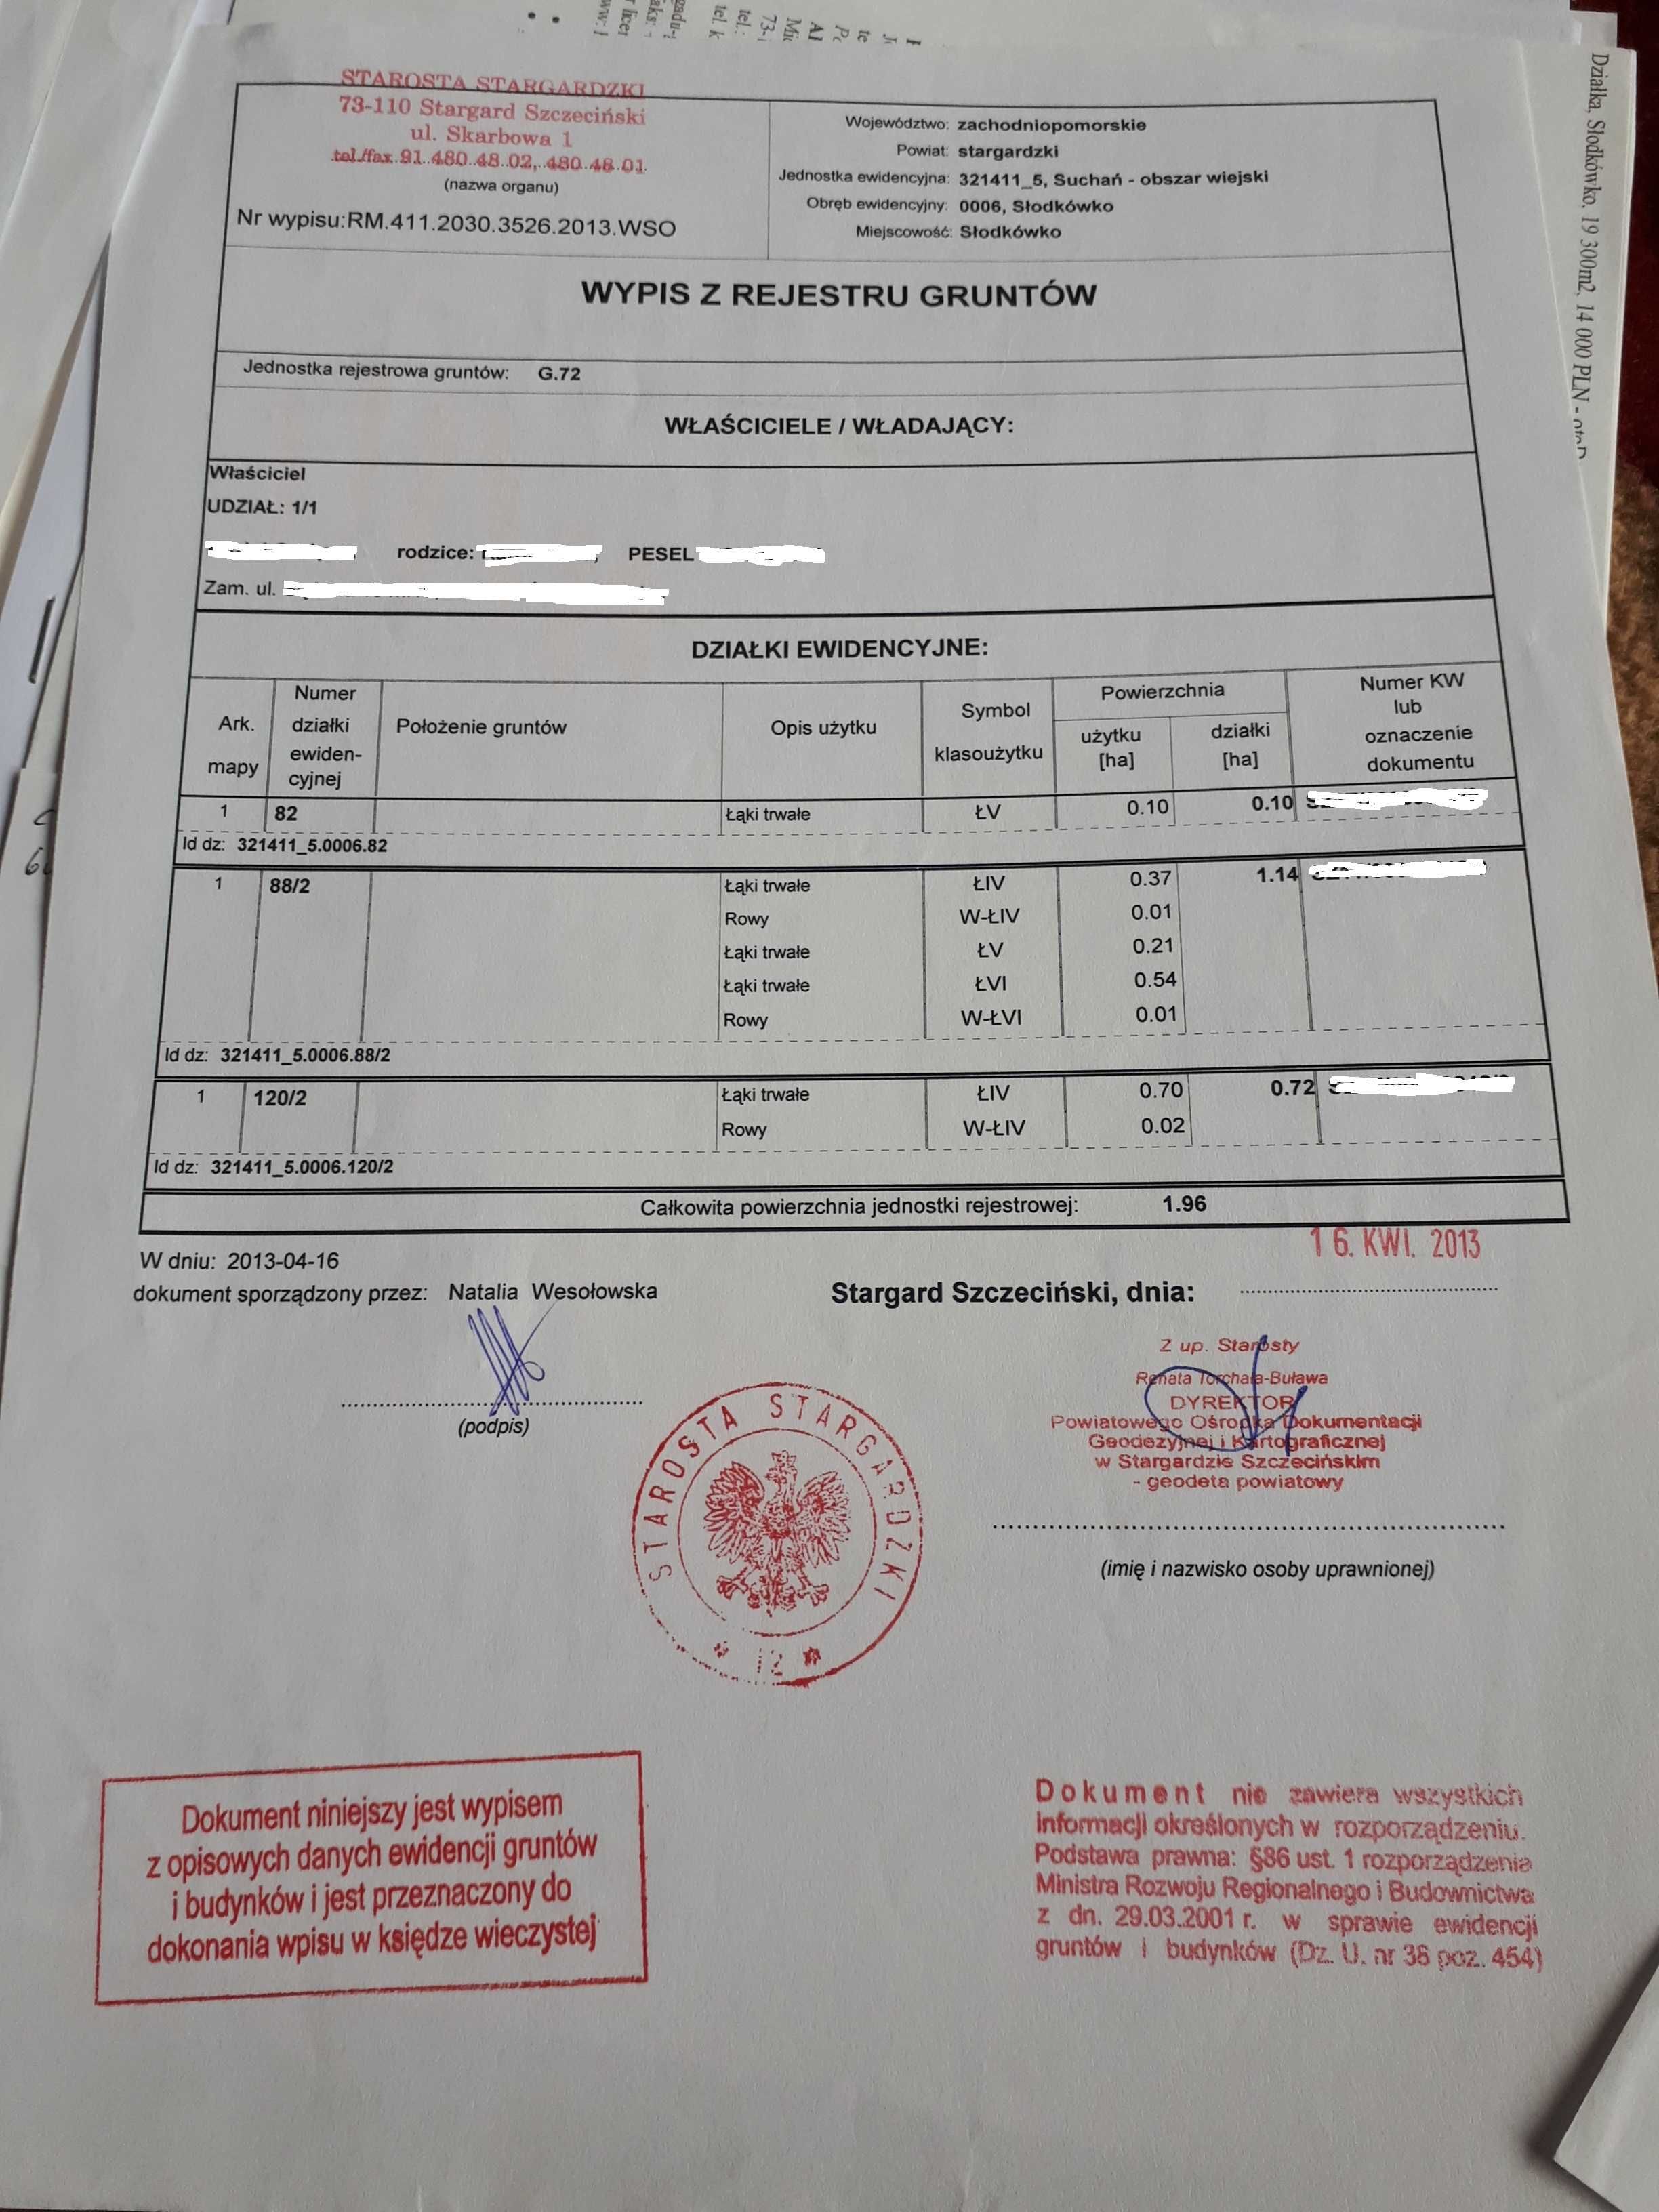 STAROSTA STARGARDZKI
73-110 Stargard Szczeciński
ul. Skarbowa 1
tel./fax 91 480 48 02, 480 48 01
(nazwa organu)
Nr wypisu:RM.411.2030.3526.2013.WSO
Województwo: zachodniopomorskie
Powiat: stargardzki
Jednostka ewidencyjna: 321411_5, Suchań - obszar wiejski
Obręb ewidencyjny: 0006, Słodkówko
Miejscowość: Słodkówko
WYPIS Z REJESTRU GRUNTÓW
Jednostka rejestrowa gruntów: G.72
WŁAŚCICIELE / WŁADAJĄCY:
Właściciel
UDZIAŁ: 1/1
rodzice: PESEL
Zam. ul.
DZIAŁKI EWIDENCYJNE:
Ark. mapy
Numer działki ewiden- cyjnej
Położenie gruntów
Opis użytku
Symbol klasoużytku
Powierzchnia
użytku [ha]
działki [ha]
Numer KW lub oznaczenie dokumentu
1 82 Łąki trwałe ŁV 0.10 0.10
Id dz: 321411_5.0006.82
1 88/2 Łąki trwałe ŁIV 0.37 1.14
Rowy W-ŁIV 0.01
Łąki trwałe ŁV 0.21
Łąki trwałe ŁVI 0.54
Rowy W-ŁVI 0.01
Id dz: 321411_5.0006.88/2
1 120/2 Łąki trwałe ŁIV 0.70 0.72
Rowy W-ŁIV 0.02
Id dz: 321411_5.0006.120/2
Całkowita powierzchnia jednostki rejestrowej: 1.96
W dniu: 2013-04-16
dokument sporządzony przez: Natalia Wesołowska
(podpis)
16. KWI. 2013
Stargard Szczeciński, dnia:
Z up. Starosty
Renata Torchała-Buława
DYREKTOR
Powiatowego Ośrodka Dokumentacji
Geodezyjnej i Kartograficznej
w Stargardzie Szczecińskim
- geodeta powiatowy
(imię i nazwisko osoby uprawnionej)
STAROSTA STARGARDZKI
* 12 *
Dokument niniejszy jest wypisem
z opisowych danych ewidencji gruntów
i budynków i jest przeznaczony do
dokonania wpisu w księdze wieczystej
Dokument nie zawiera wszystkich
informacji określonych w rozporządzeniu.
Podstawa prawna: §86 ust. 1 rozporządzenia
Ministra Rozwoju Regionalnego i Budownictwa
z dn. 29.03.2001 r. w sprawie ewidencji
gruntów i budynków (Dz. U. nr 38 poz. 454)
Działka, Słodkówko, 19 300m2, 14 000 PLN -